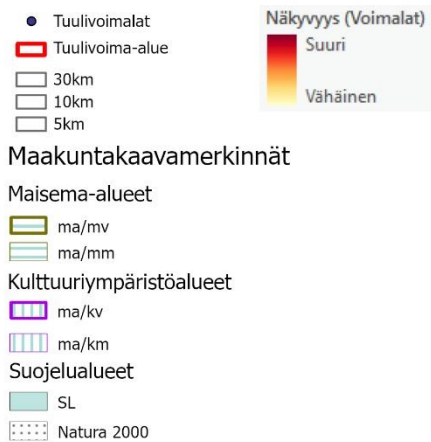 Tuulivoimalat
Tuulivoima-alue
30km
10km
5km
Näkyvyys (Voimalat)
Suuri
Vähäinen
Maakuntakaavamerkinnät
Maisema-alueet
ma/mv
ma/mm
Kulttuuriympäristöalueet
ma/kv
ma/km
Suojelualueet
SL
Natura 2000